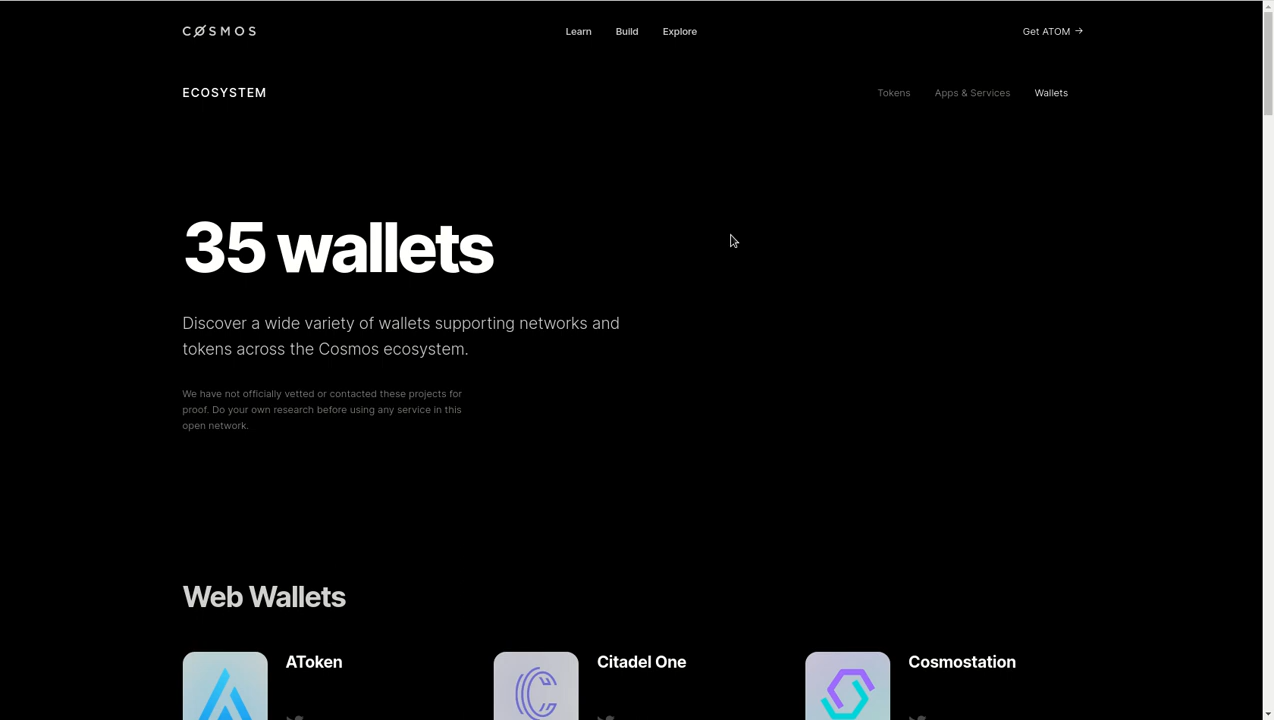 COSMOS
Learn
Build
Explore
Get ATOM →
ECOSYSTEM
Tokens
Apps & Services
Wallets
35 wallets
Discover a wide variety of wallets supporting networks and
tokens across the Cosmos ecosystem.
We have not officially vetted or contacted these projects for
proof. Do your own research before using any service in this
open network.
Web Wallets
AToken
Citadel One
Cosmostation